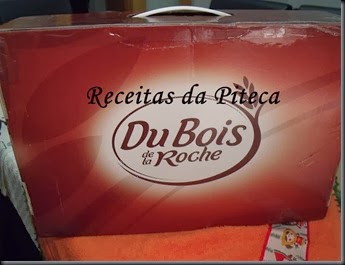 Receitas da Piteca
Du Bois
de la
Roche